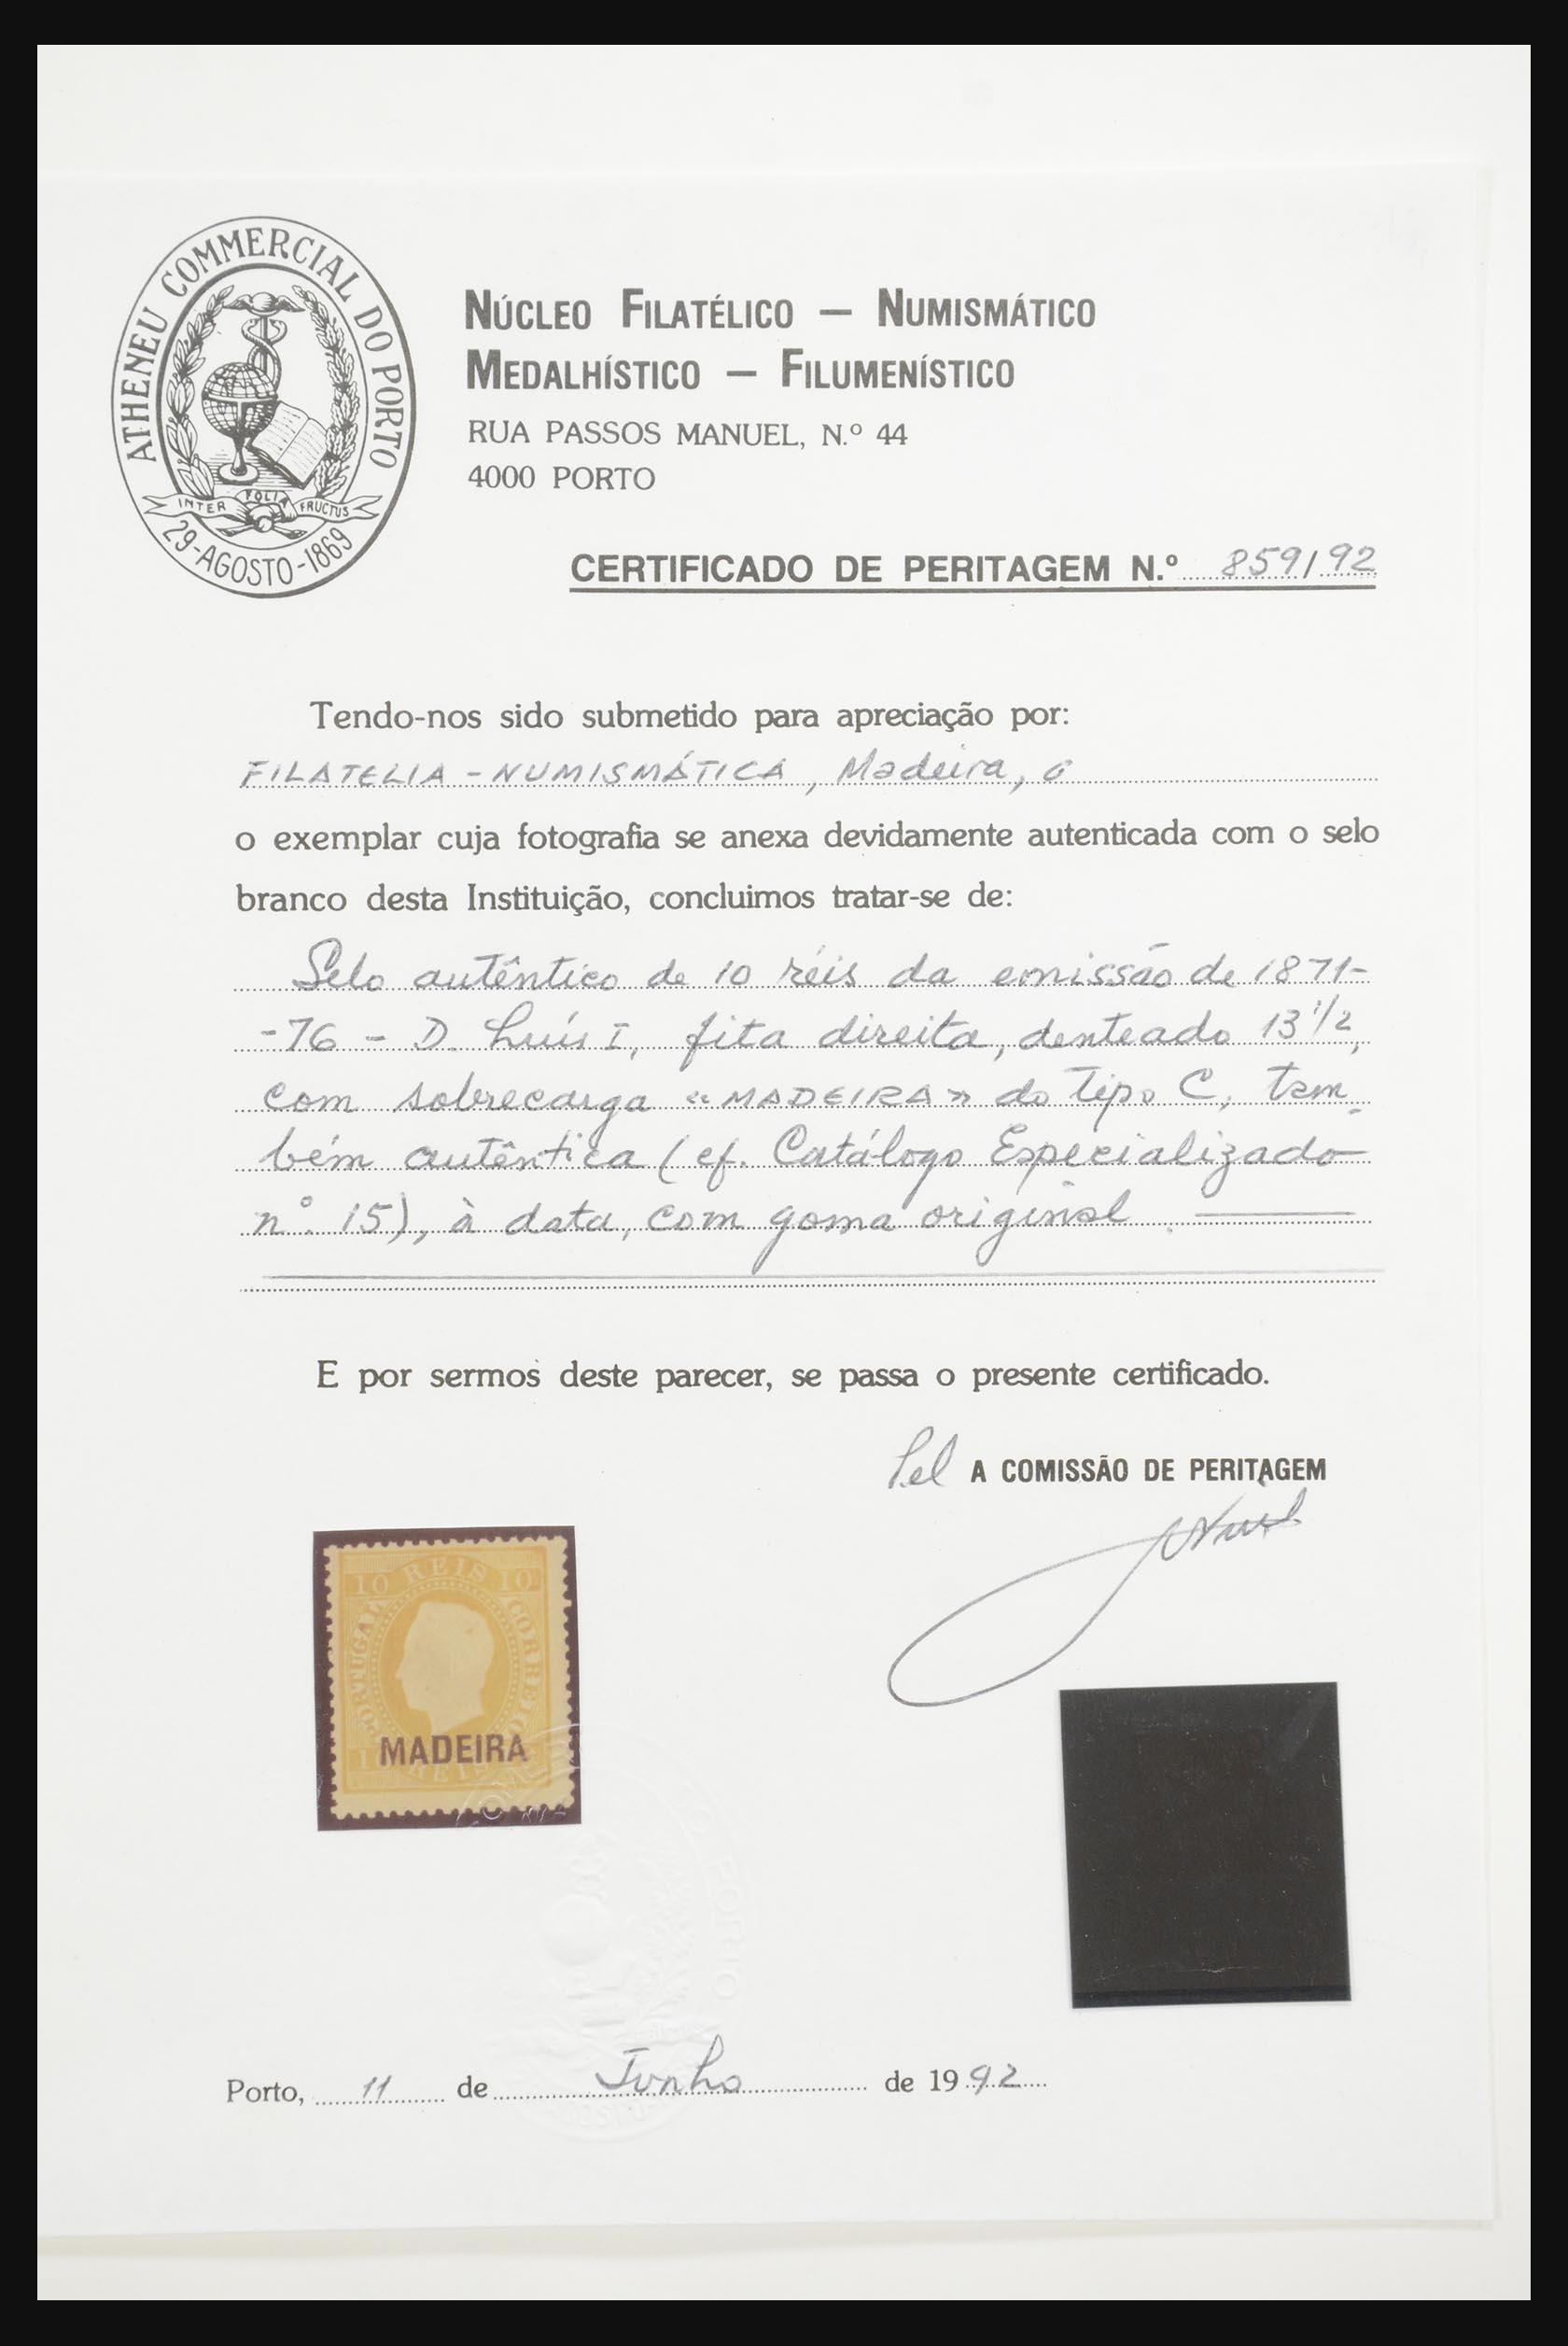 ATHENEU COMMERCIAL DO PORTO
INTER FOLIA FRUCTUS
29-AGOSTO-1869
NÚCLEO FILATÉLICO — NUMISMÁTICO
MEDALHÍSTICO — FILUMENÍSTICO
RUA PASSOS MANUEL, N.º 44
4000 PORTO
CERTIFICADO DE PERITAGEM N.º 859/92
Tendo-nos sido submetido para apreciação por:
FILATELIA - NUMISMÁTICA, Madeira, o
o exemplar cuja fotografia se anexa devidamente autenticada com o selo
branco desta Instituição, concluimos tratar-se de:
Selo autêntico de 10 réis da emissão de 1871-
-76 - D. Luís I, fita direita, denteado 13 1/2,
com sobrecarga «MADEIRA» do tipo C, tam-
bém autêntica (cf. Catálogo Especializado
nº. 15), à data, com goma original.
E por sermos deste parecer, se passa o presente certificado.
Pel A COMISSÃO DE PERITAGEM
10 REIS 10
PORTUGAL CORREIO
MADEIRA
Porto, 11 de Junho de 1992